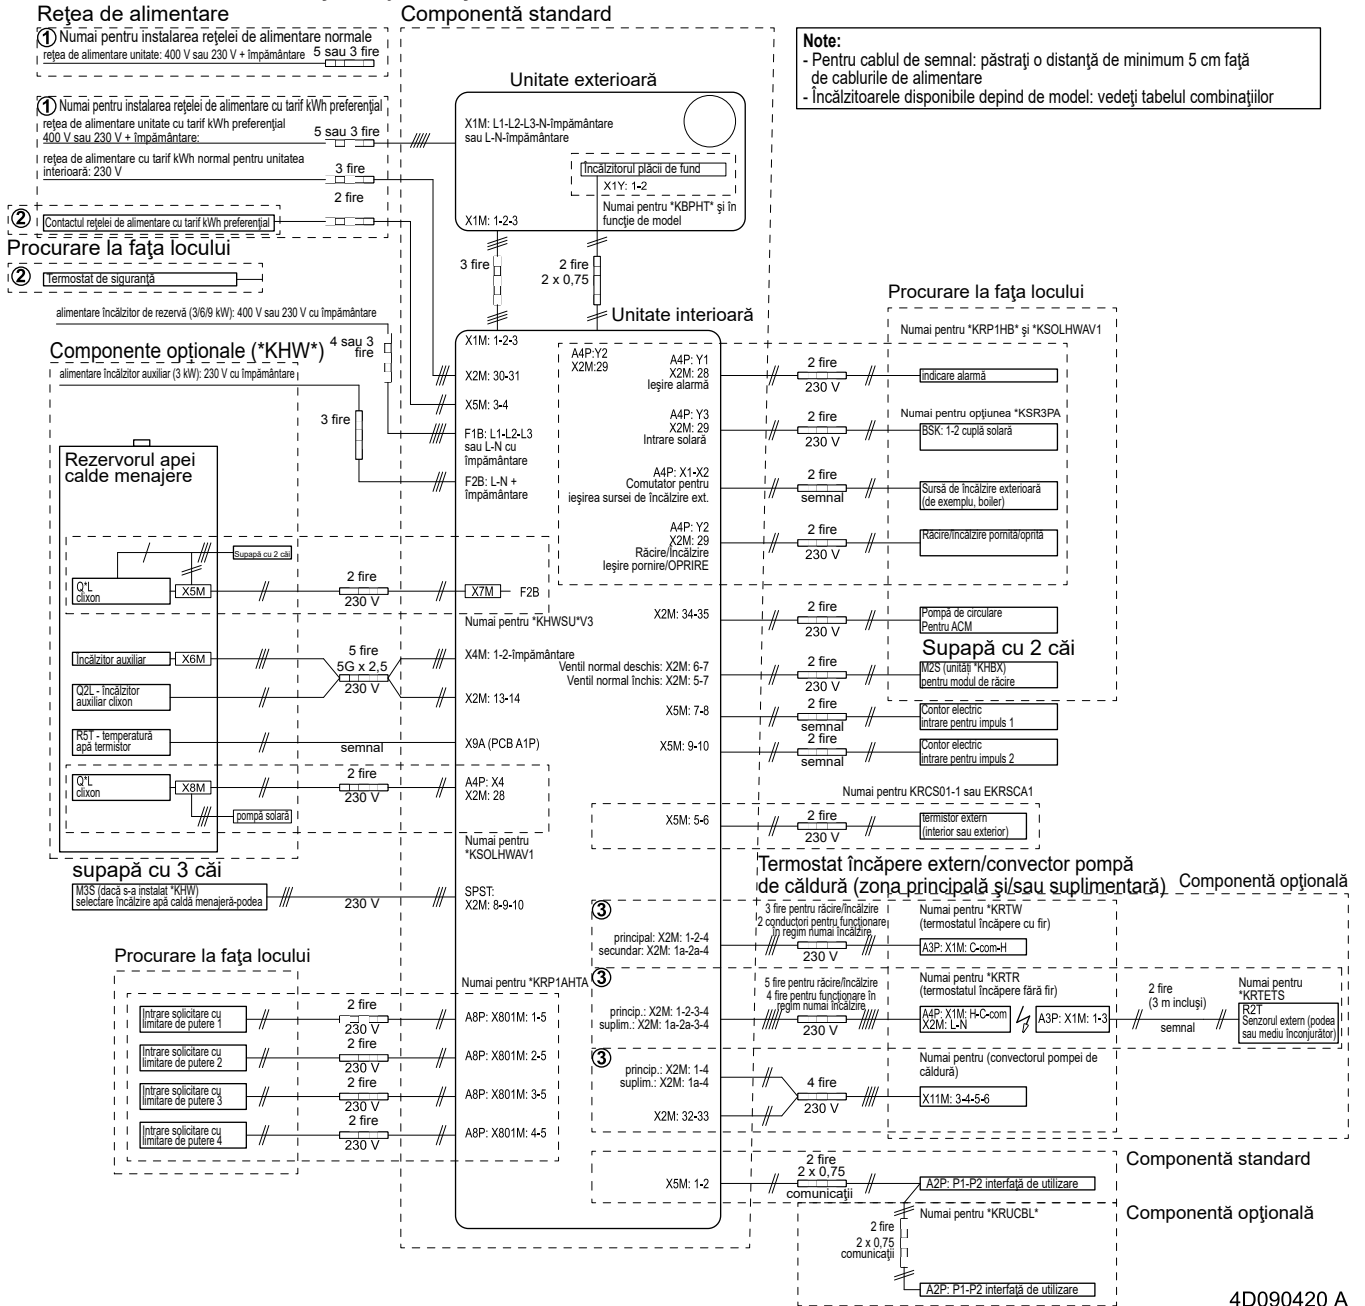 Reţea de alimentare
① Numai pentru instalarea reţelei de alimentare normale
reţea de alimentare unitate: 400 V sau 230 V + împământare
5 sau 3 fire
① Numai pentru instalarea reţelei de alimentare cu tarif kWh preferenţial
reţea de alimentare unitate cu tarif kWh preferenţial
400 V sau 230 V + împământare:
5 sau 3 fire
reţea de alimentare cu tarif kWh normal pentru unitatea
interioară: 230 V
3 fire
2 fire
② Contactul reţelei de alimentare cu tarif kWh preferenţial
Procurare la faţa locului
② Termostat de siguranţă
Componentă standard
Unitate exterioară
X1M: L1-L2-L3-N-împământare
sau L-N-împământare
Încălzitorul plăcii de fund
X1Y: 1-2
Numai pentru *KBPHT* şi în
funcţie de model
X1M: 1-2-3
3 fire
2 fire
2 x 0,75
Note:
- Pentru cablul de semnal: păstraţi o distanţă de minimum 5 cm faţă
de cablurile de alimentare
- Încălzitoarele disponibile depind de model: vedeţi tabelul combinaţiilor
alimentare încălzitor de rezervă (3/6/9 kW): 400 V sau 230 V cu împământare
4 sau 3
fire
Componente opţionale (*KHW*)
alimentare încălzitor auxiliar (3 kW): 230 V cu împământare
3 fire
Unitate interioară
X1M: 1-2-3
X2M: 30-31
X5M: 3-4
F1B: L1-L2-L3
sau L-N cu
împământare
F2B: L-N +
împământare
Rezervorul apei
calde menajere
Supapă cu 2 căi
Q*L
clixon
X5M
2 fire
230 V
X7M
F2B
Numai pentru *KHWSU*V3
Încălzitor auxiliar
X6M
5 fire
5G x 2,5
230 V
X4M: 1-2-împământare
Q2L - încălzitor
auxiliar clixon
X2M: 13-14
R5T - temperatură
apă termistor
semnal
X9A (PCB A1P)
Q*L
clixon
X8M
2 fire
230 V
A4P: X4
X2M: 28
pompă solară
Numai pentru
*KSOLHWAV1
supapă cu 3 căi
M3S (dacă s-a instalat *KHW)
selectare încălzire apă caldă menajeră-podea
230 V
SPST:
X2M: 8-9-10
Procurare la faţa locului
Numai pentru *KRP1AHTA
Intrare solicitare cu
limitare de putere 1
2 fire
230 V
A8P: X801M: 1-5
Intrare solicitare cu
limitare de putere 2
2 fire
230 V
A8P: X801M: 2-5
Intrare solicitare cu
limitare de putere 3
2 fire
230 V
A8P: X801M: 3-5
Intrare solicitare cu
limitare de putere 4
2 fire
230 V
A8P: X801M: 4-5
Procurare la faţa locului
Numai pentru *KRP1HB* şi *KSOLHWAV1
A4P:Y2
X2M:29
A4P: Y1
X2M: 28
Ieşire alarmă
2 fire
230 V
indicare alarmă
A4P: Y3
X2M: 29
Intrare solară
2 fire
230 V
Numai pentru opţiunea *KSR3PA
BSK: 1-2 cuplă solară
A4P: X1-X2
Comutator pentru
ieşirea sursei de încălzire ext.
2 fire
semnal
Sursă de încălzire exterioară
(de exemplu, boiler)
A4P: Y2
X2M: 29
Răcire/Încălzire
Ieşire pornire/OPRIRE
2 fire
230 V
Răcire/încălzire pornită/oprită
X2M: 34-35
2 fire
230 V
Pompă de circulare
Pentru ACM
Supapă cu 2 căi
Ventil normal deschis: X2M: 6-7
Ventil normal închis: X2M: 5-7
2 fire
230 V
M2S (unităţi *KHBX)
pentru modul de răcire
X5M: 7-8
2 fire
semnal
Contor electric
intrare pentru impuls 1
X5M: 9-10
2 fire
semnal
Contor electric
intrare pentru impuls 2
Numai pentru KRCS01-1 sau EKRSCA1
X5M: 5-6
2 fire
230 V
termistor extern
(interior sau exterior)
Termostat încăpere extern/convector pompă
de căldură (zona principală şi/sau suplimentară)
Componentă opţională
③
principal: X2M: 1-2-4
secundar: X2M: 1a-2a-4
3 fire pentru răcire/încălzire
2 conductori pentru funcţionare
în regim numai încălzire
230 V
Numai pentru *KRTW
(termostatul încăpere cu fir)
A3P: X1M: C-com-H
③
princip.: X2M: 1-2-3-4
suplim.: X2M: 1a-2a-3-4
5 fire pentru răcire/încălzire
4 fire pentru funcţionare în
regim numai încălzire
230 V
Numai pentru *KRTR
(termostatul încăpere fără fir)
A4P: X1M: H-C-com
X2M: L-N
A3P: X1M: 1-3
2 fire
(3 m incluşi)
semnal
Numai pentru
*KRTETS
R2T
Senzorul extern (podea
sau mediu înconjurător)
③
princip.: X2M: 1-4
suplim.: X2M: 1a-4
X2M: 32-33
4 fire
230 V
Numai pentru (convectorul pompei de
căldură)
X11M: 3-4-5-6
X5M: 1-2
2 fire
2 x 0,75
comunicaţii
A2P: P1-P2 interfaţă de utilizare
Componentă standard
Numai pentru *KRUCBL*
Componentă opţională
2 fire
2 x 0,75
comunicaţii
A2P: P1-P2 interfaţă de utilizare
4D090420 A